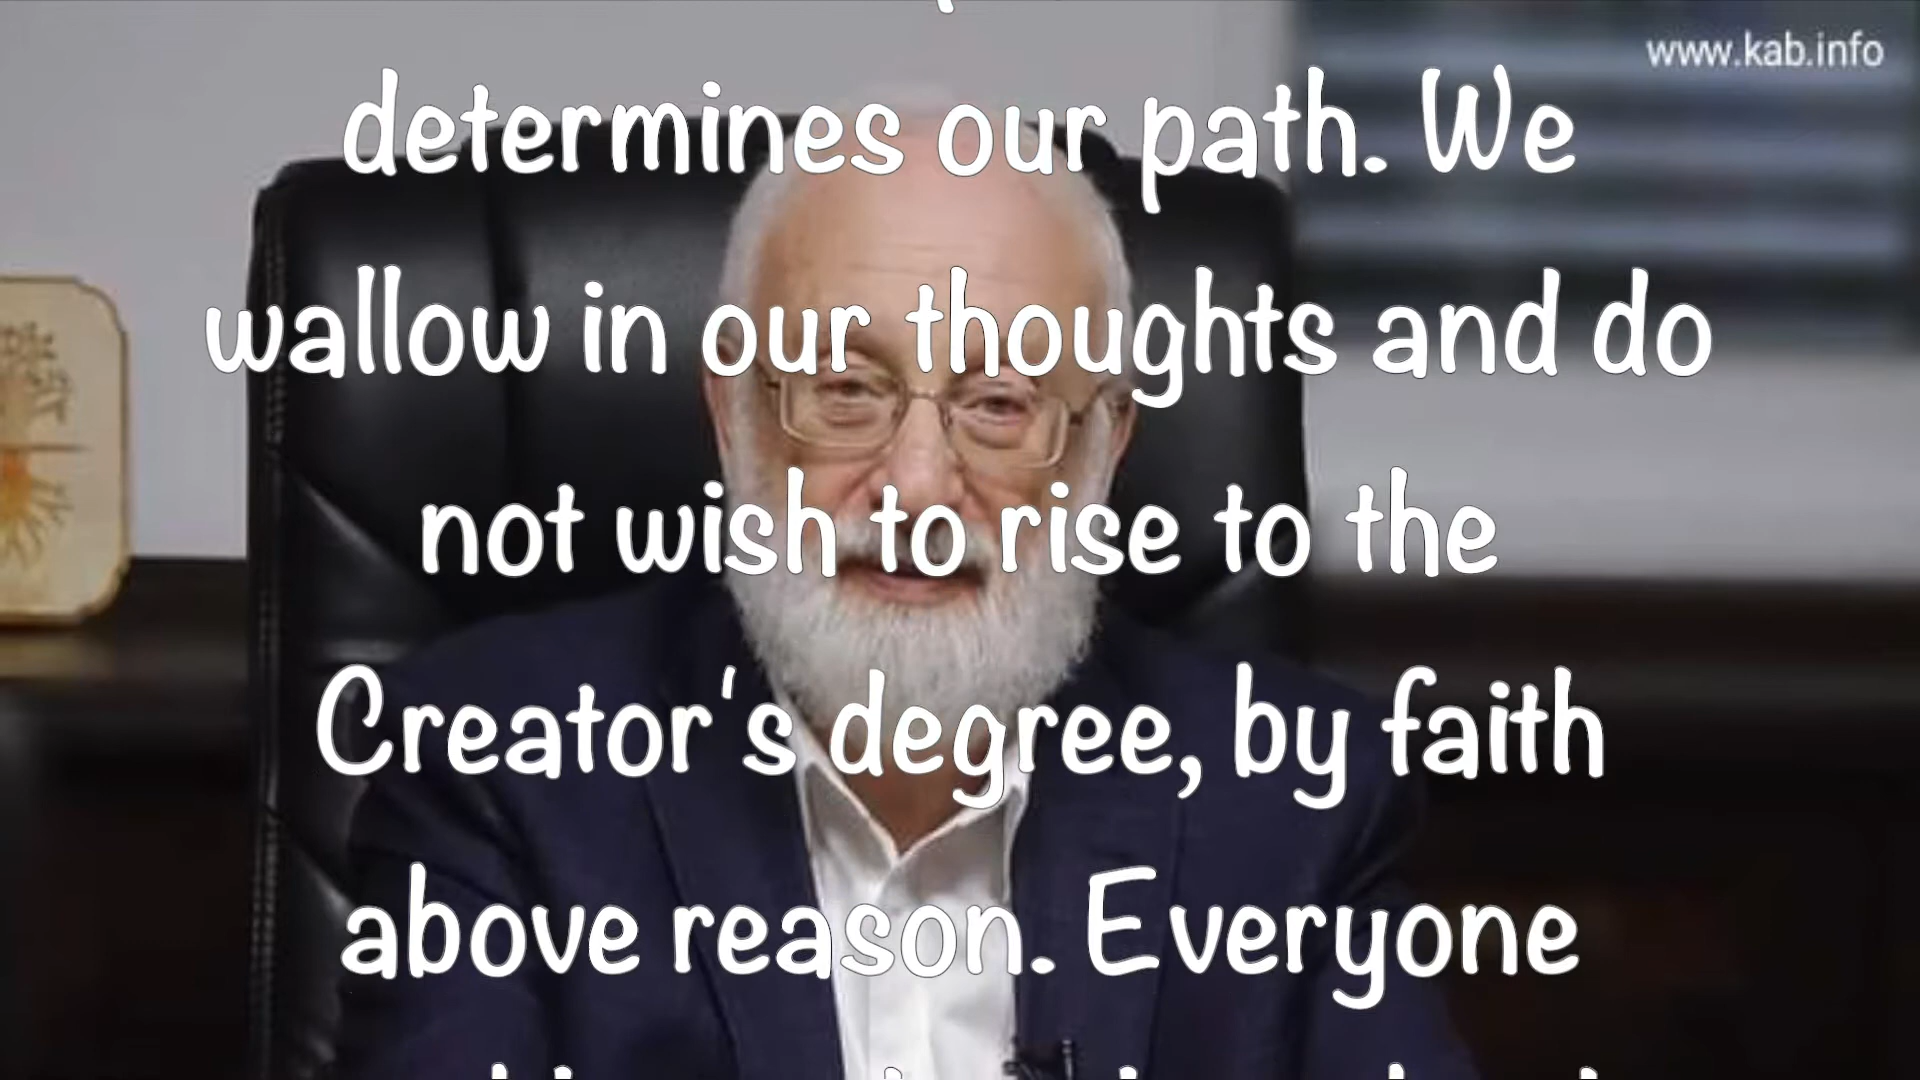 www.kab.info
determines our path. We
wallow in our thoughts and do
not wish to rise to the
Creator's degree, by faith
above reason. Everyone